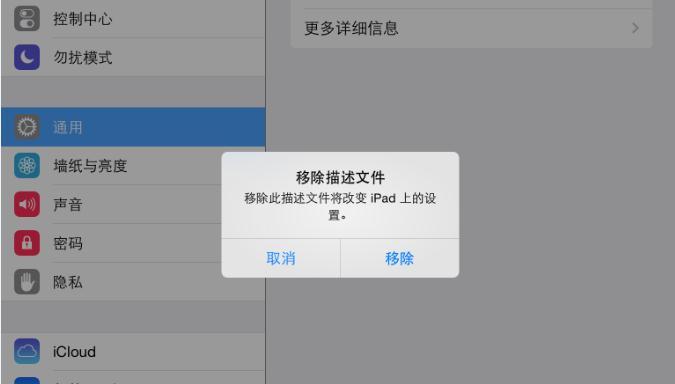 控制中心
更多详细信息
勿扰模式
通用
墙纸与亮度
移除描述文件
移除此描述文件将改变 iPad 上的设
置。
声音
密码
取消
移除
隐私
iCloud